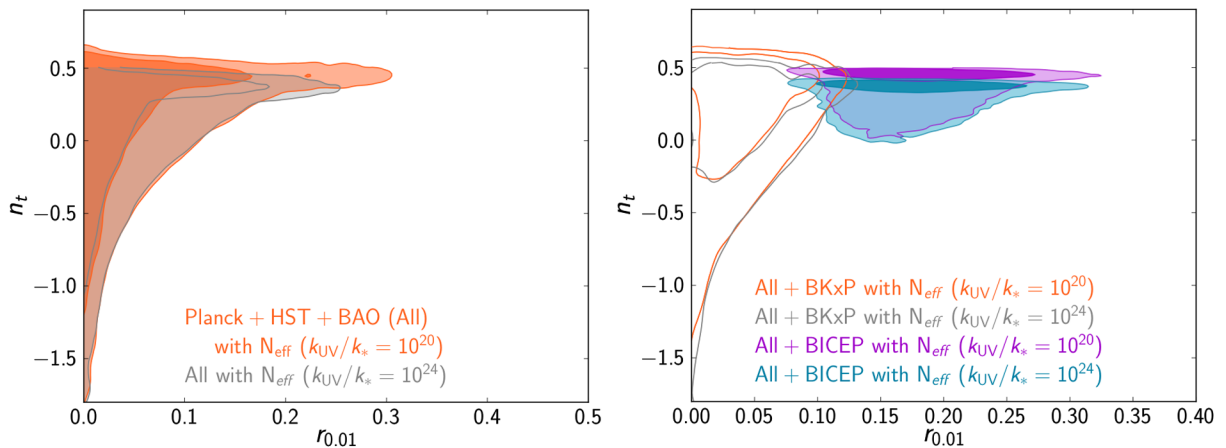 0.5
0.0
−0.5
−1.0
−1.5
n_t
Planck + HST + BAO (All)
with N_eff (k_UV/k_* = 10^20)
All with N_eff (k_UV/k_* = 10^24)
0.0 0.1 0.2 0.3 0.4 0.5
r_0.01
0.5
0.0
−0.5
−1.0
−1.5
n_t
All + BKxP with N_eff (k_UV/k_* = 10^20)
All + BKxP with N_eff (k_UV/k_* = 10^24)
All + BICEP with N_eff (k_UV/k_* = 10^20)
All + BICEP with N_eff (k_UV/k_* = 10^24)
0.00 0.05 0.10 0.15 0.20 0.25 0.30 0.35 0.40
r_0.01